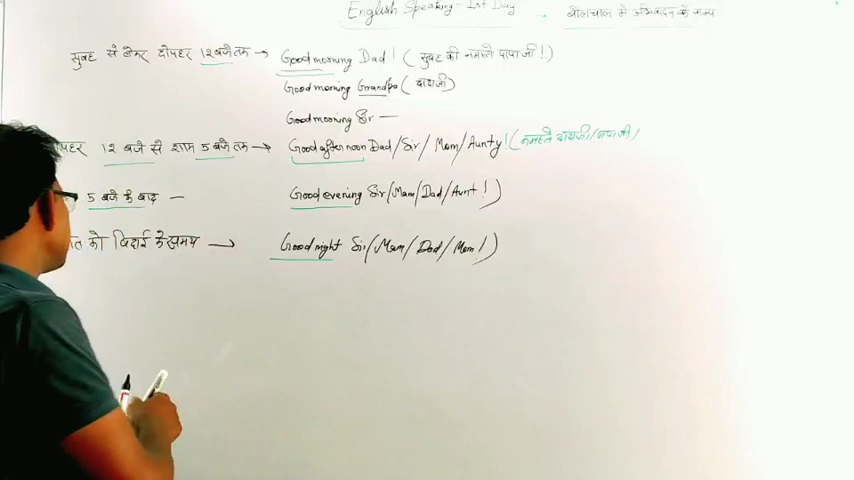 English Speaking - 1st Day बोलचाल में अभिवादन के वाक्य
सुबह से लेकर दोपहर 12 बजे तक → Good morning Dad! (सुबह की नमस्ते पापा जी!)
Good morning Grandpa (दादाजी)
Good morning Sir —
पहर 12 बजे से शाम 5 बजे तक → Good afternoon Dad/Sir/Mom/Aunty! (नमस्ते दादाजी/पापा जी/
5 बजे के बाद — Good evening Sir/Mam/Dad/Aunt!)
त को विदाई के समय → Good night Sir/Mam/Dad/Mom!)